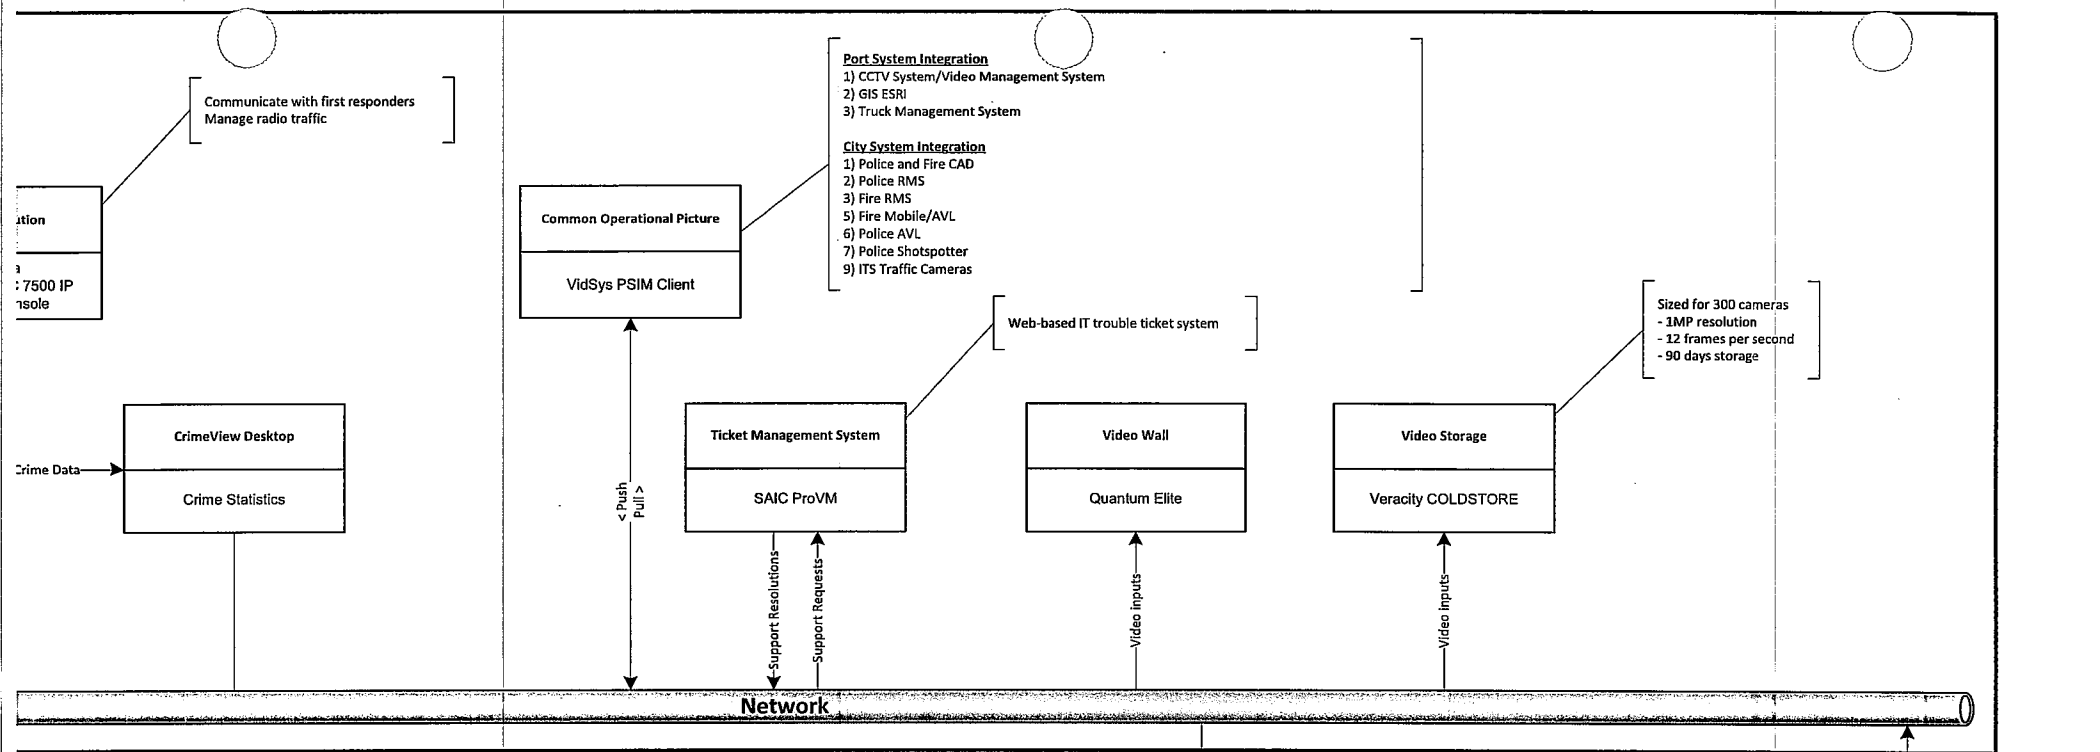 Communicate with first responders
Manage radio traffic
7500 IP
Port System Integration
1) CCTV System/Video Management System
2) GIS ESRI
3) Truck Management System
City System Integration
1) Police and Fire CAD
2) Police RMS
3) Fire RMS
5) Fire Mobile/AVL
6) Police AVL
7) Police Shotspotter
9) ITS Traffic Cameras
Common Operational Picture
VidSys PSIM Client
Web-based IT trouble ticket system
Sized for 300 cameras
- 1MP resolution
- 12 frames per second
- 90 days storage
Crime Data
CrimeView Desktop
Crime Statistics
< Push
Pull >
Ticket Management System
SAIC ProVM
Video Wall
Quantum Elite
Video Storage
Veracity COLDSTORE
Support Resolutions
Support Requests
Video inputs
Video inputs
Network